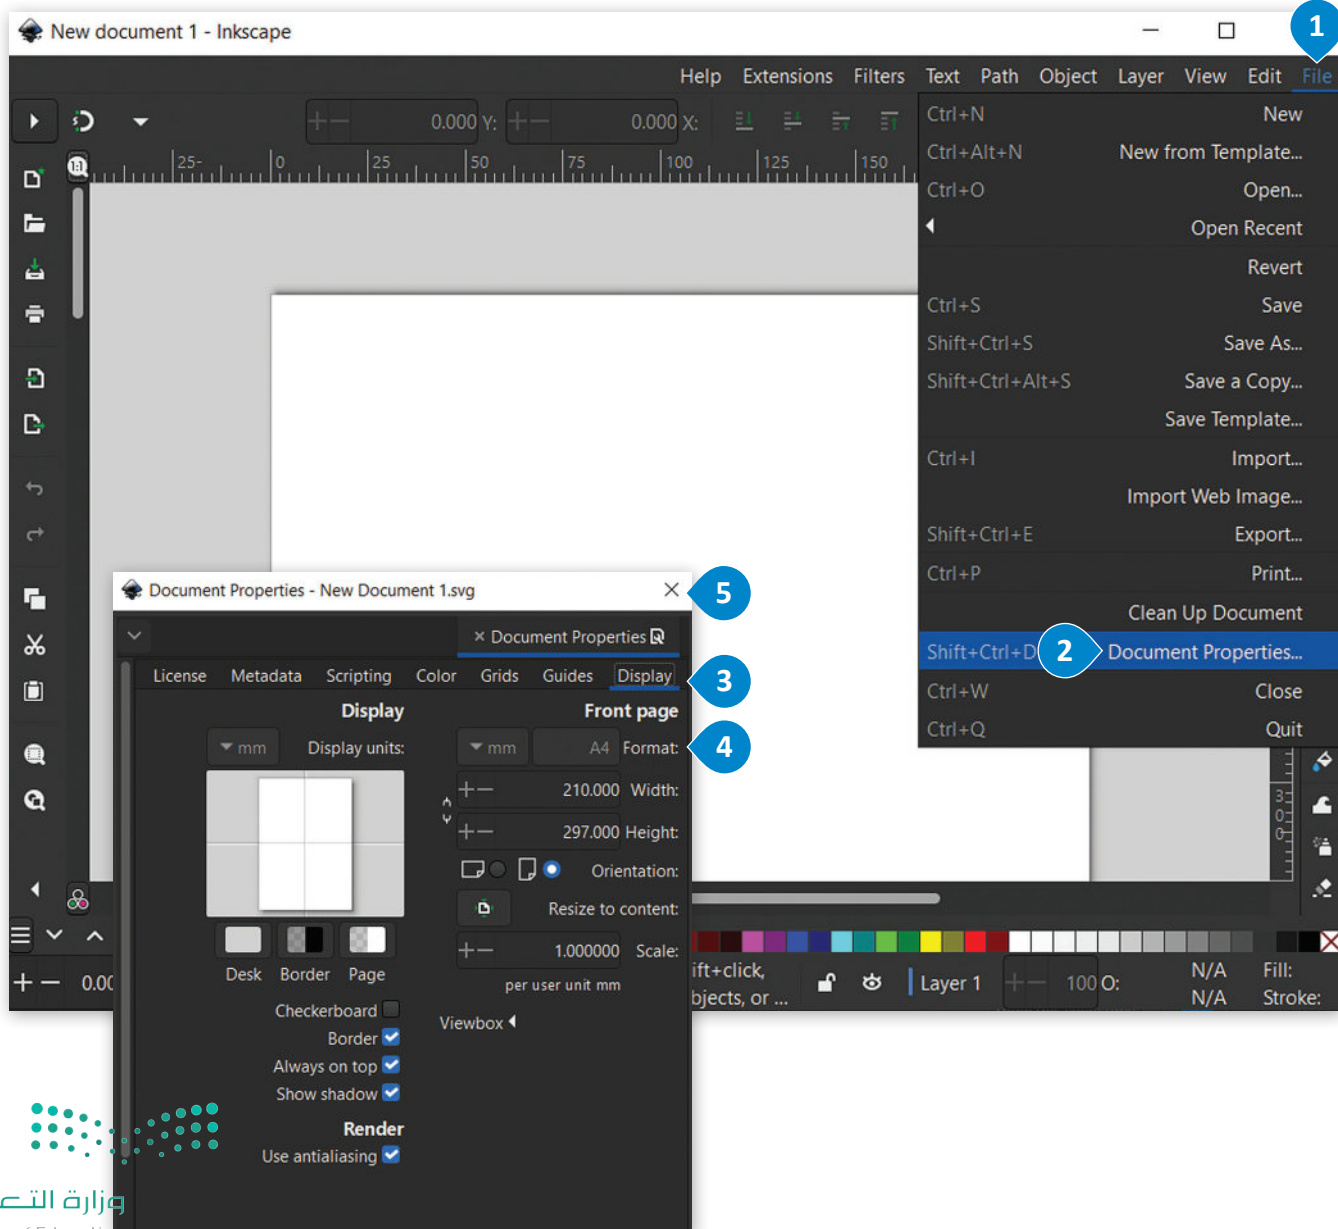 New document 1 - Inkscape
1
Help Extensions Filters Text Path Object Layer View Edit File
0.000 Y: 0.000 X:
25- 0 25 50 75 100 125 150
1:1
Ctrl+N New
Ctrl+Alt+N New from Template...
Ctrl+O Open...
Open Recent
Revert
Ctrl+S Save
Shift+Ctrl+S Save As...
Shift+Ctrl+Alt+S Save a Copy...
Save Template...
Ctrl+I Import...
Import Web Image...
Shift+Ctrl+E Export...
Ctrl+P Print...
Clean Up Document
Shift+Ctrl+D 2 Document Properties...
Ctrl+W Close
Ctrl+Q Quit
Document Properties - New Document 1.svg
5
× Document Properties
License Metadata Scripting Color Grids Guides Display
3
Display Front page
mm Display units: mm A4 Format:
4
210.000 Width:
297.000 Height:
Orientation:
Resize to content:
1.000000 Scale:
per user unit mm
Viewbox
Desk Border Page
Checkerboard
Border
Always on top
Show shadow
Render
Use antialiasing
300
0.00
ift+click,
bjects, or ...
Layer 1
100 O:
N/A Fill:
N/A Stroke:
وزارة التـ